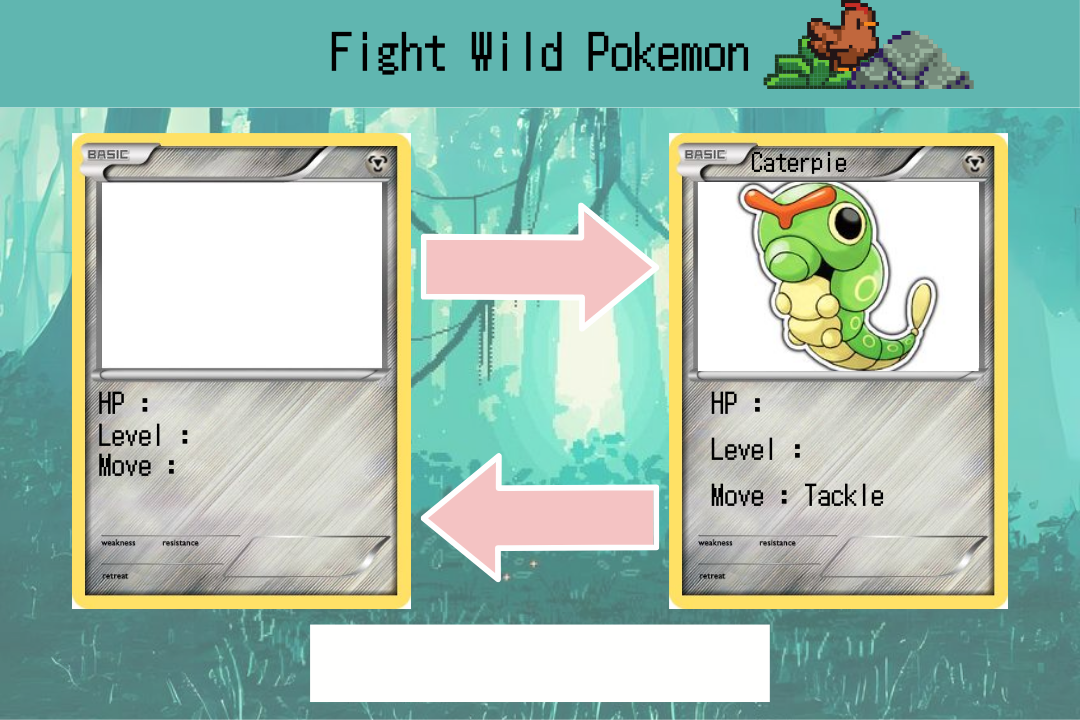 Fight Wild Pokemon
BASIC
HP :
Level :
Move :
weakness resistance
retreat
BASIC Caterpie
HP :
Level :
Move : Tackle
weakness resistance
retreat